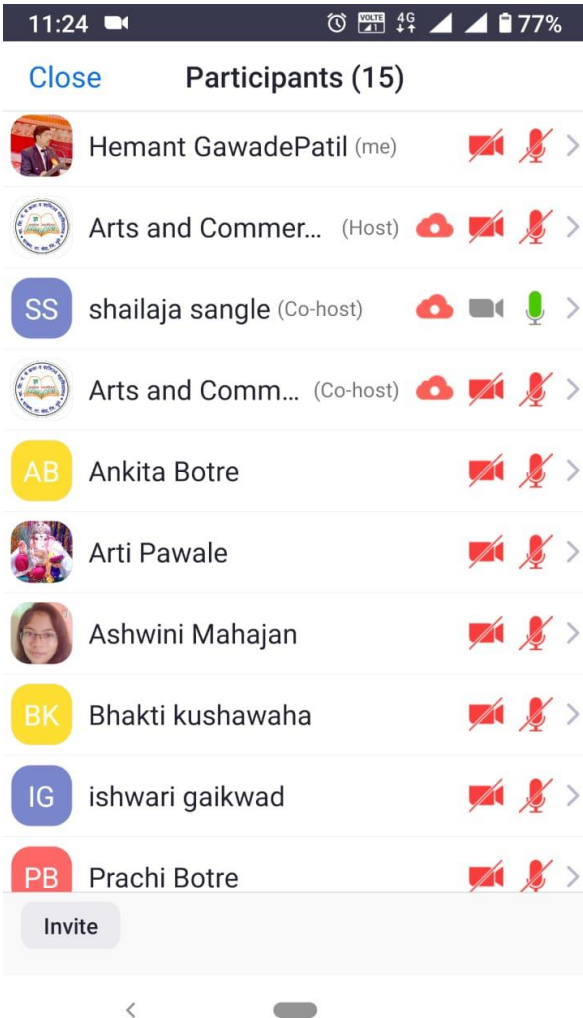 11:24 VOLTE 4G 77%
Close Participants (15)
Hemant GawadePatil (me)
Arts and Commer... (Host)
SS shailaja sangle (Co-host)
Arts and Comm... (Co-host)
AB Ankita Botre
Arti Pawale
Ashwini Mahajan
BK Bhakti kushawaha
IG ishwari gaikwad
PB Prachi Botre
Invite